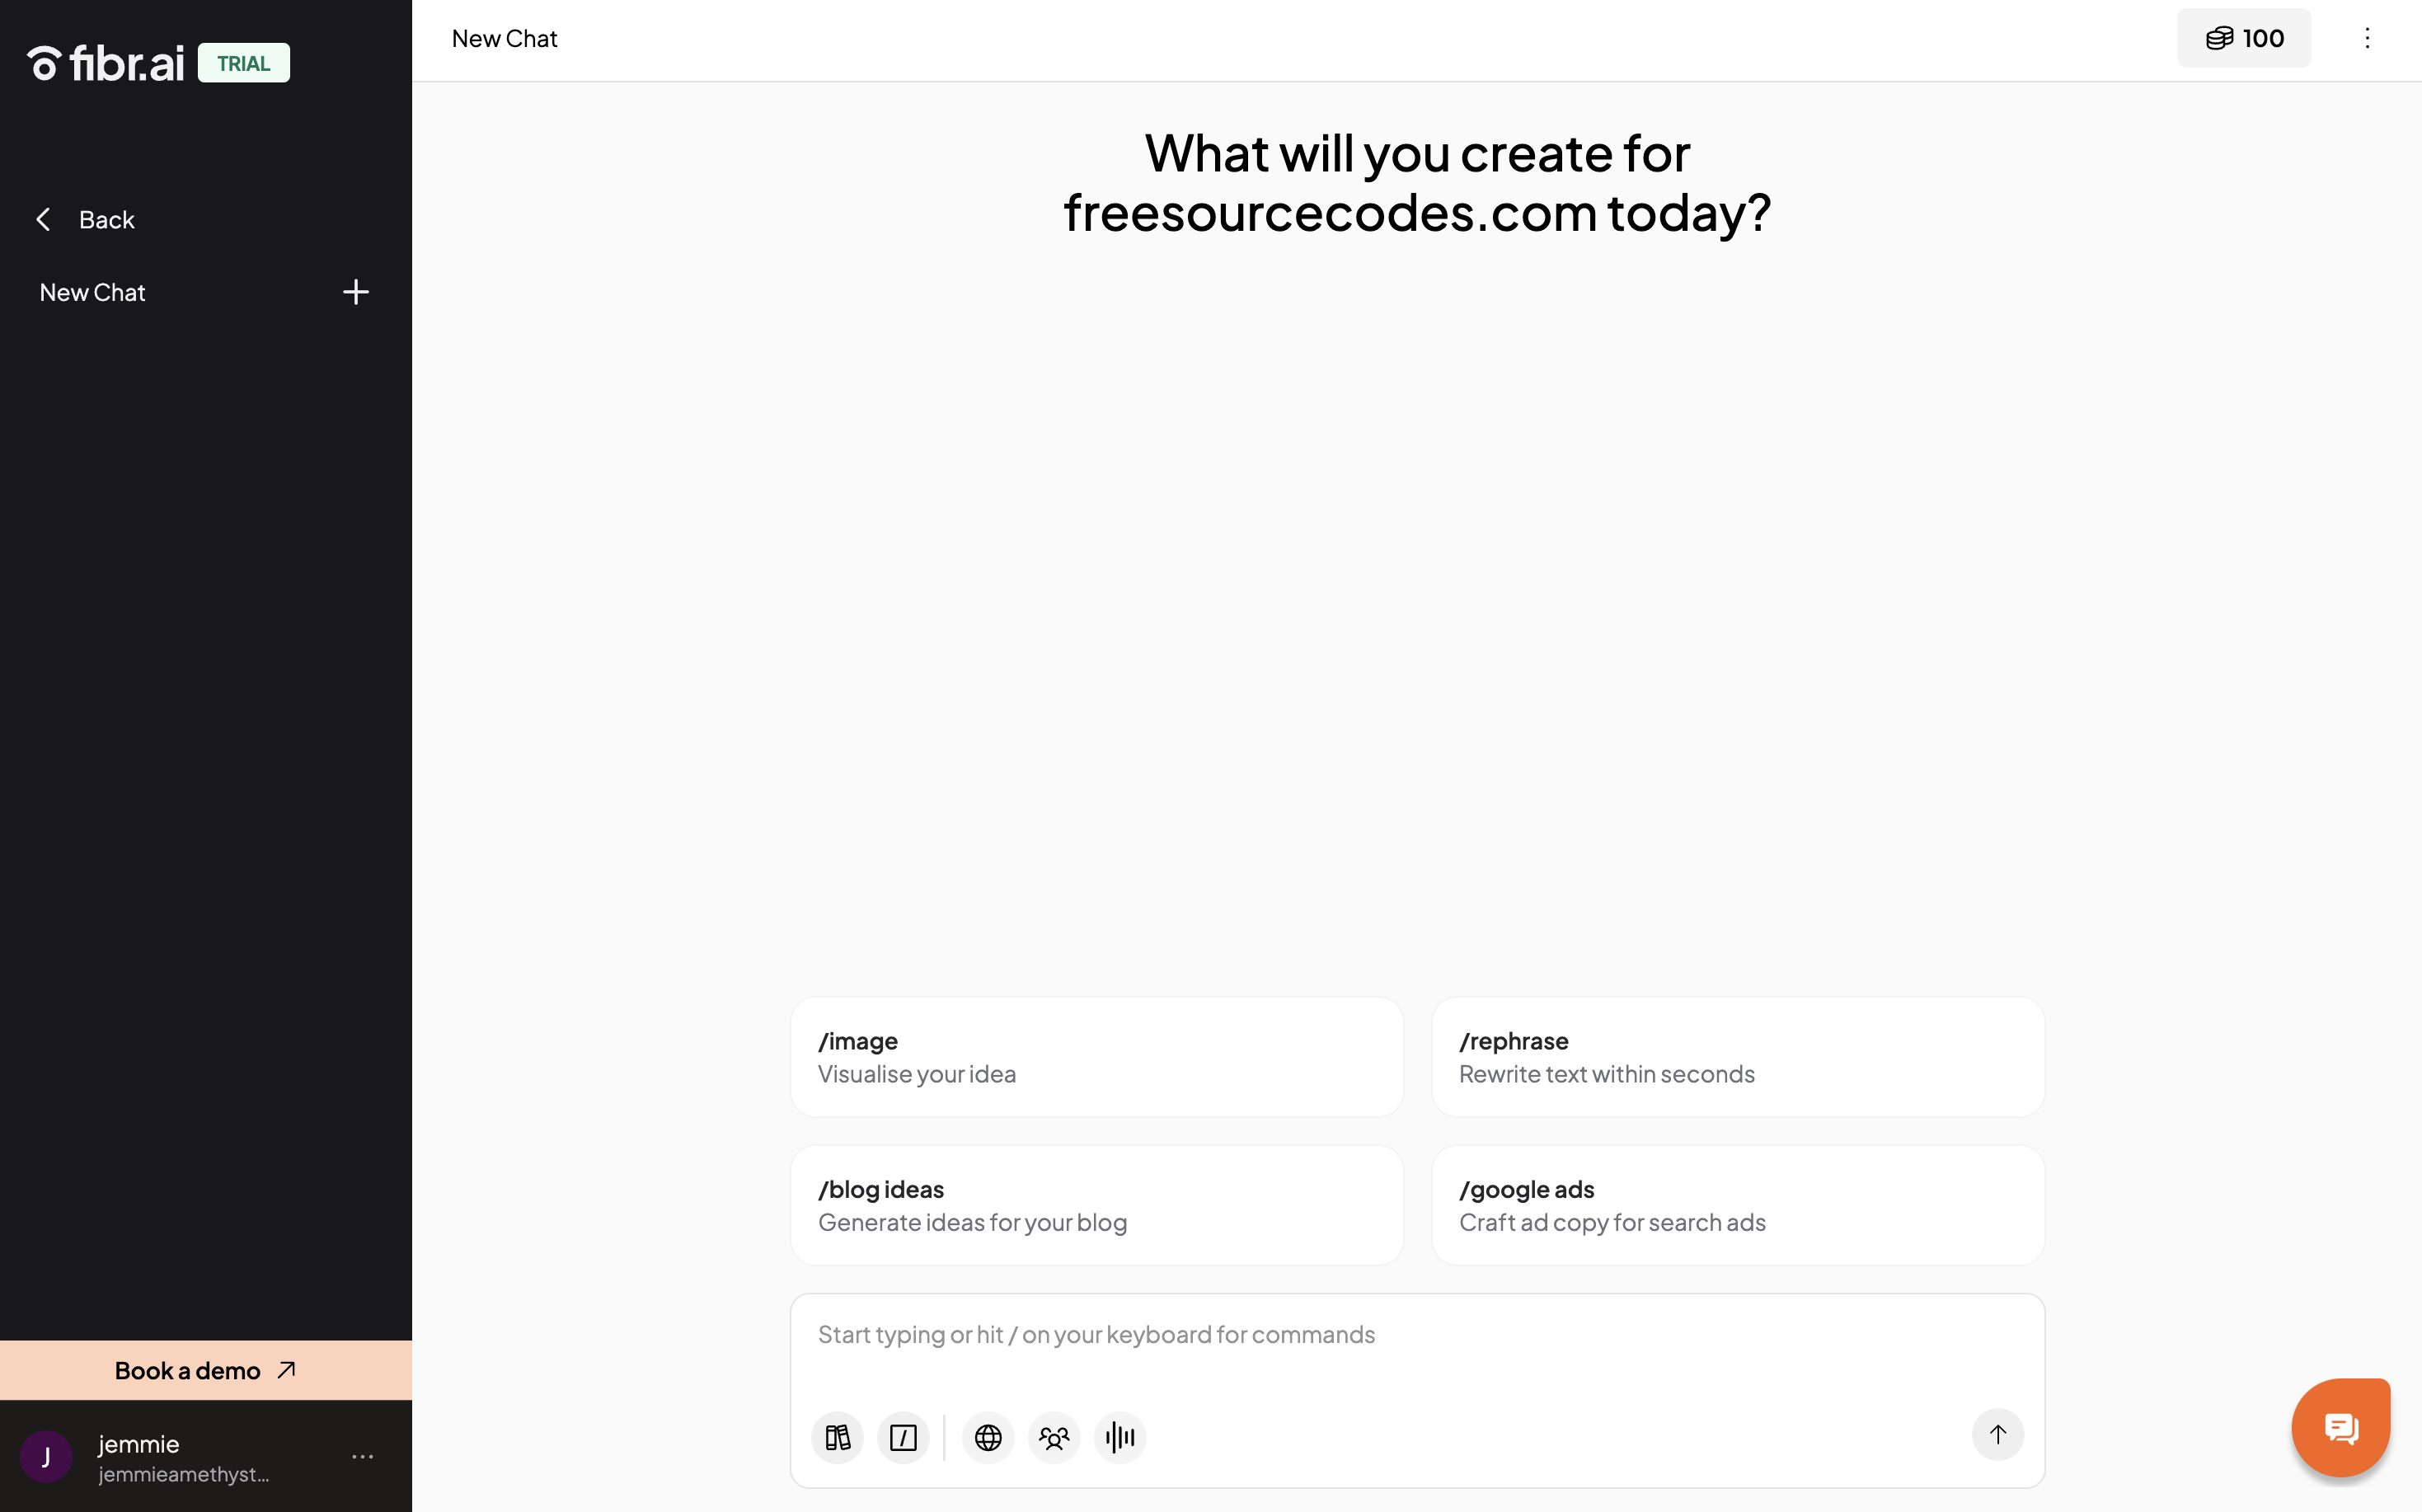 fibr.ai TRIAL
Back
New Chat
Book a demo
J
jemmie
jemmieamethyst...
New Chat
100
What will you create for
freesourcecodes.com today?
/image
Visualise your idea
/rephrase
Rewrite text within seconds
/blog ideas
Generate ideas for your blog
/google ads
Craft ad copy for search ads
Start typing or hit / on your keyboard for commands